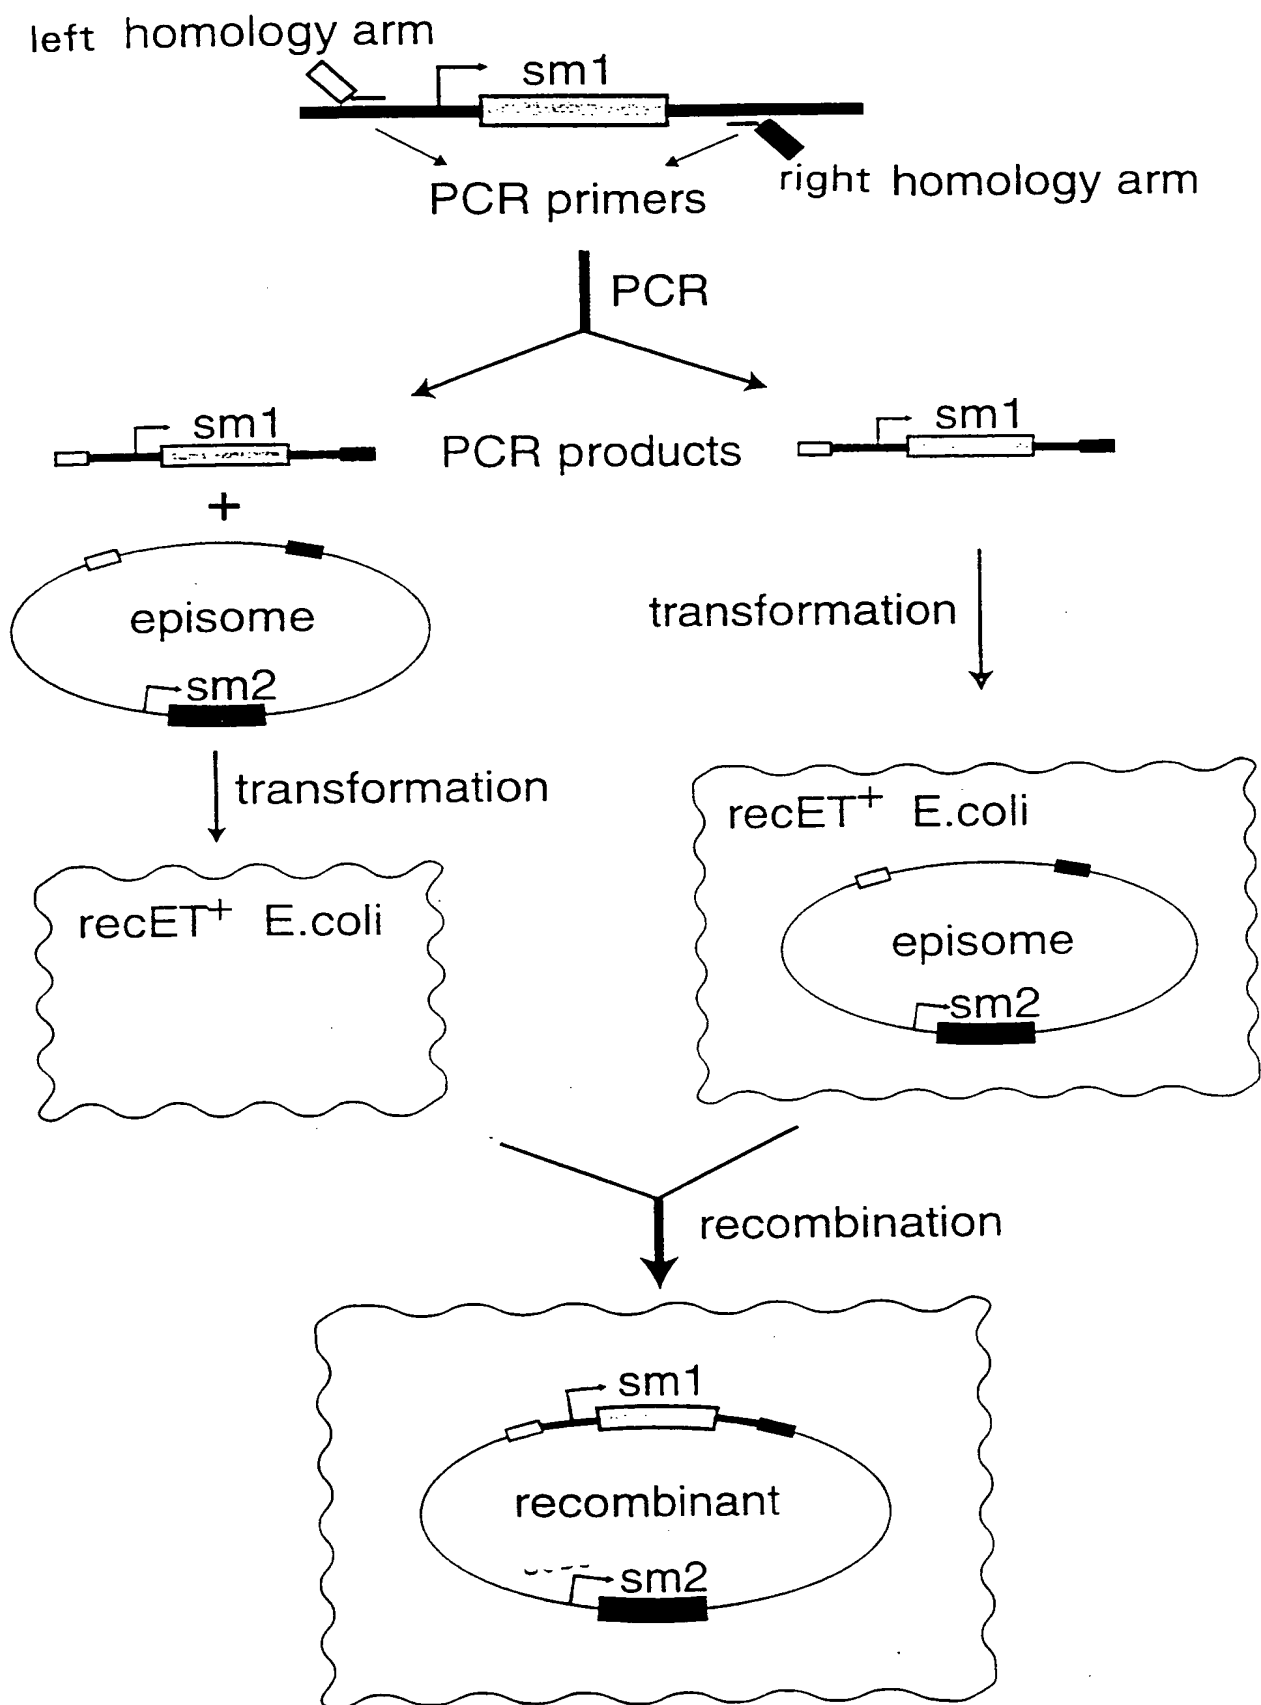 left homology arm
sm1
PCR primers
right homology arm
PCR
sm1
PCR products
sm1
+
episome
sm2
transformation
transformation
recET+ E.coli
recET+ E.coli
episome
sm2
recombination
sm1
recombinant
sm2